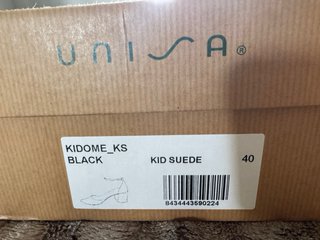 unisa®
KIDOME_KS
BLACK KID SUEDE 40
8434443590224